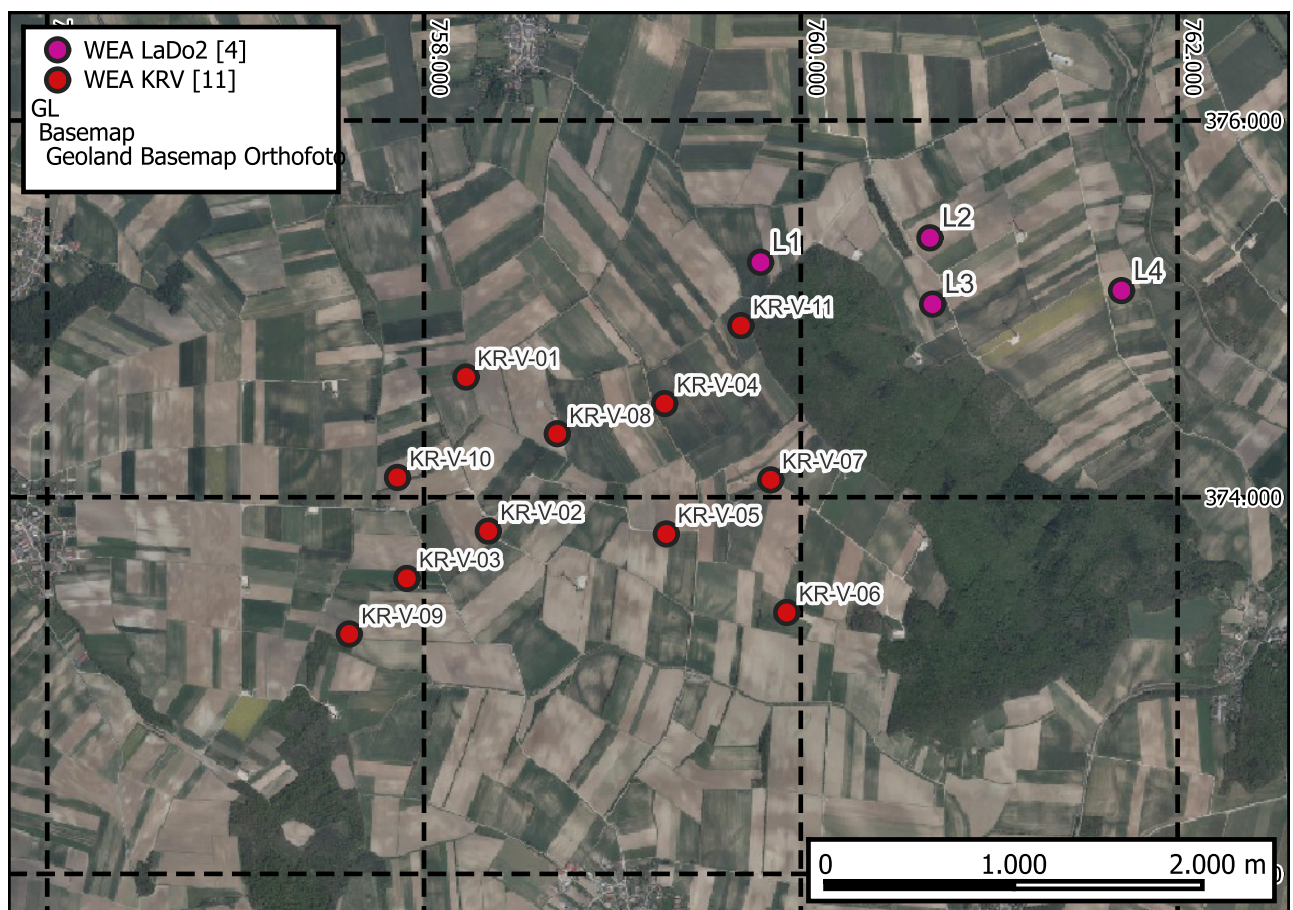 WEA LaDo2 [4]
WEA KRV [11]
GL
Basemap
Geoland Basemap Orthofoto
758.000
760.000
762.000
376.000
L2
L1
L4
L3
KR-V-11
KR-V-01
KR-V-04
KR-V-08
KR-V-10
KR-V-07
374.000
KR-V-02
KR-V-05
KR-V-03
KR-V-06
KR-V-09
0 1.000 2.000 m